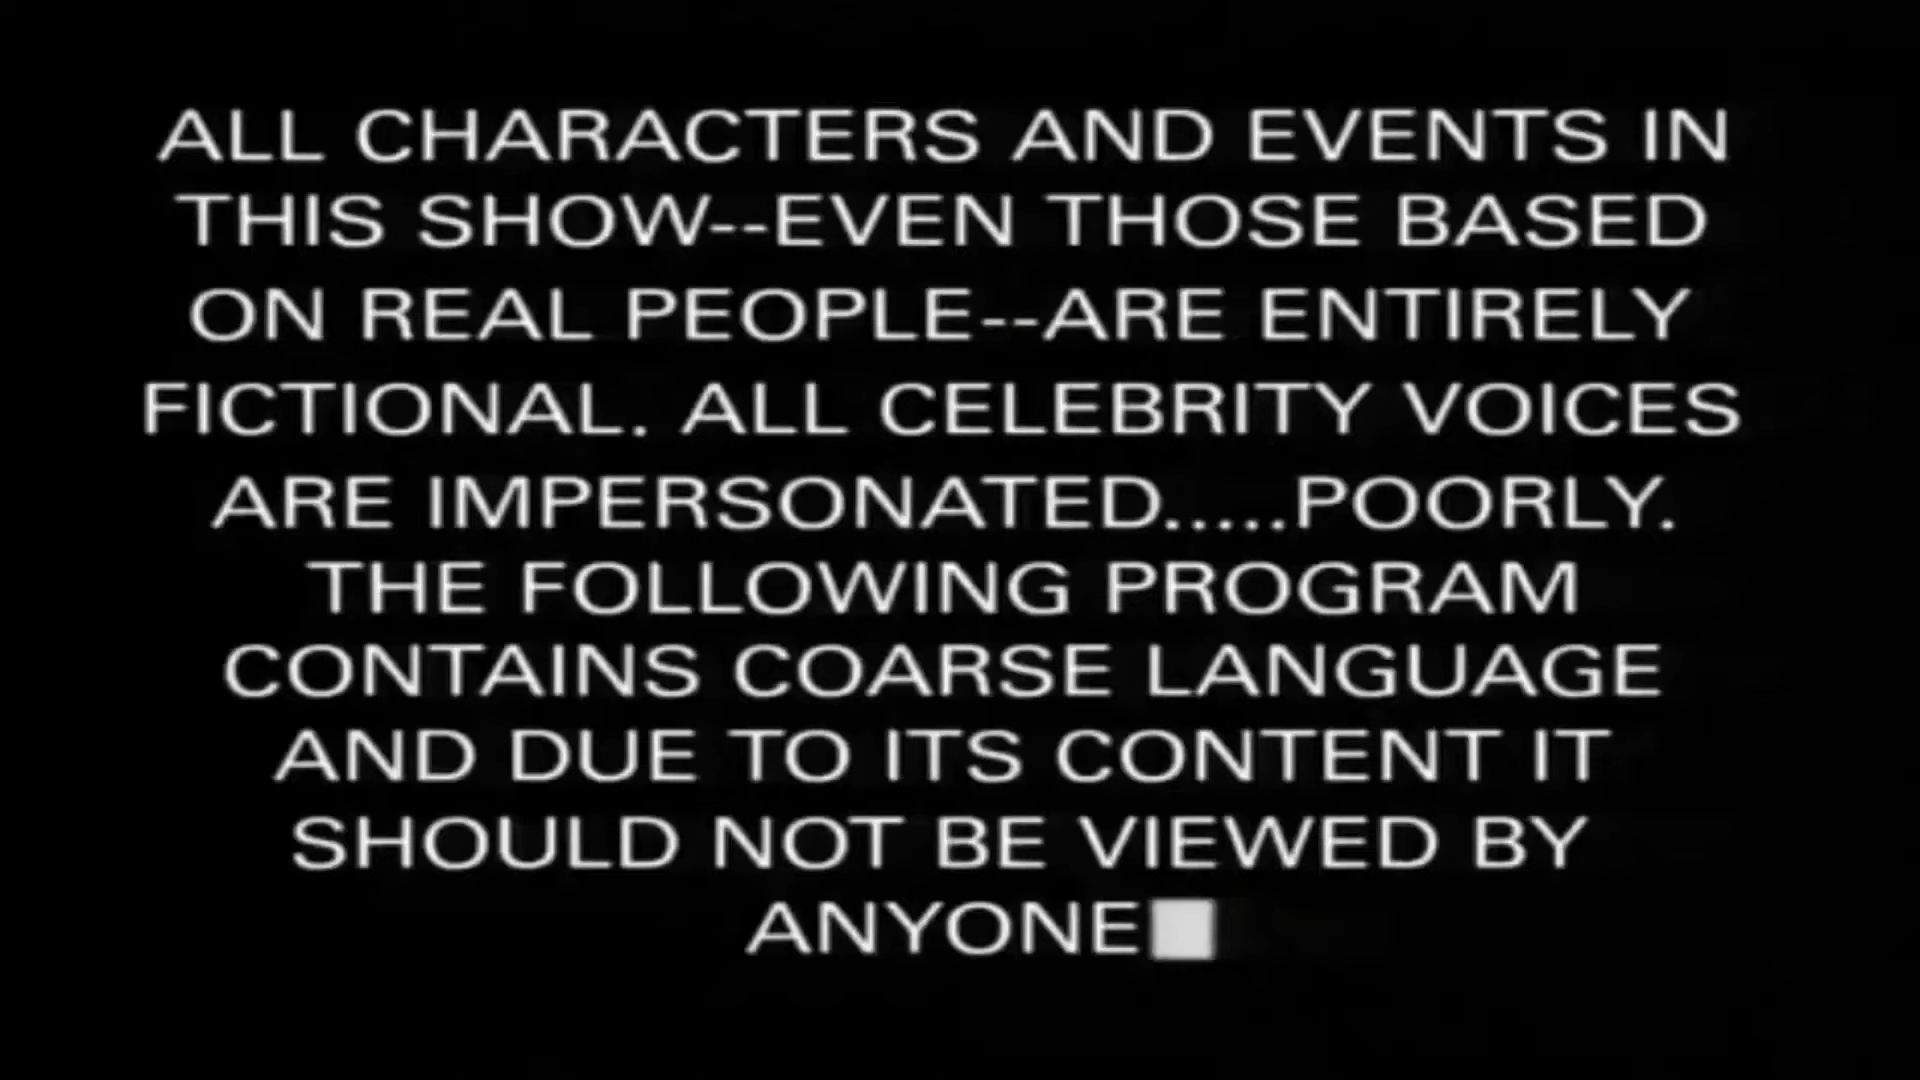 ALL CHARACTERS AND EVENTS IN
THIS SHOW--EVEN THOSE BASED
ON REAL PEOPLE--ARE ENTIRELY
FICTIONAL. ALL CELEBRITY VOICES
ARE IMPERSONATED.....POORLY.
THE FOLLOWING PROGRAM
CONTAINS COARSE LANGUAGE
AND DUE TO ITS CONTENT IT
SHOULD NOT BE VIEWED BY
ANYONE